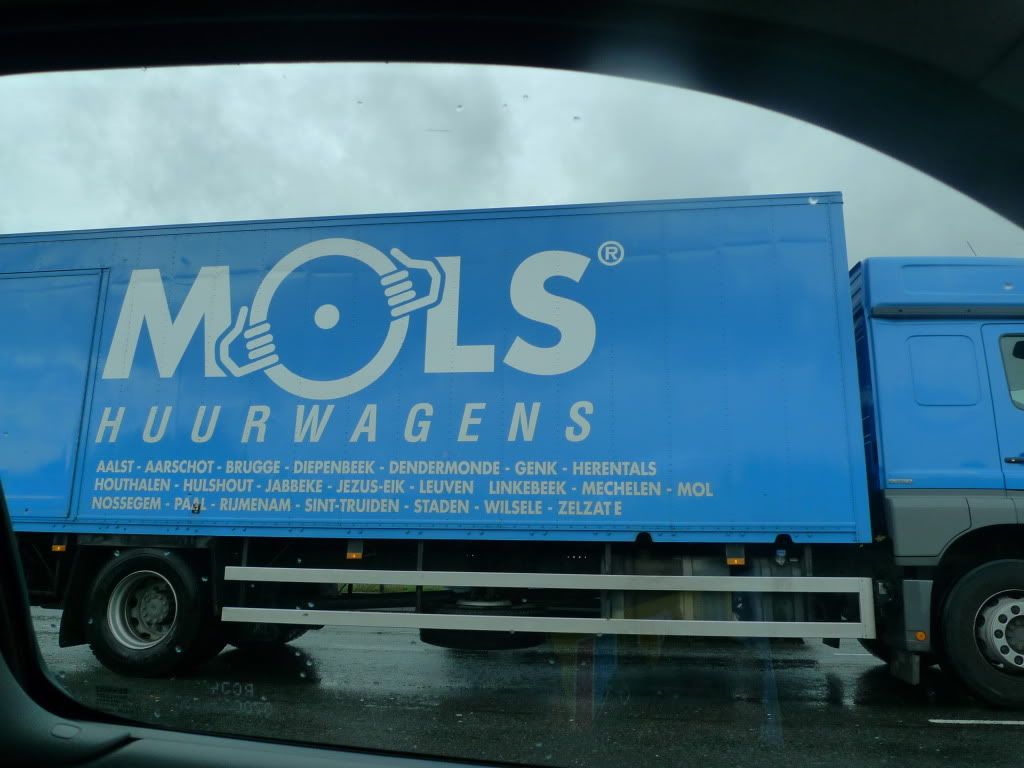 MOLS®
HUURWAGENS
AALST - AARSCHOT - BRUGGE - DIEPENBEEK - DENDERMONDE - GENK - HERENTALS
HOUTHALEN - HULSHOUT - JABBEKE - JEZUS-EIK - LEUVEN LINKEBEEK - MECHELEN - MOL
NOSSEGEM - PAAL - RIJMENAM - SINT-TRUIDEN - STADEN - WILSELE - ZELZATE